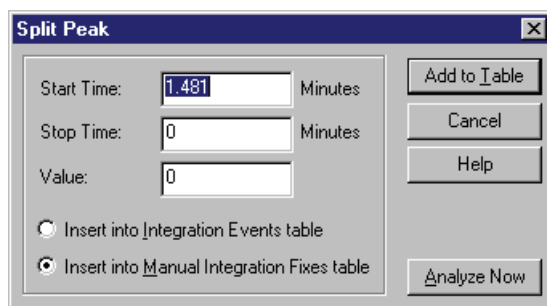 Split Peak
Start Time: 1.481 Minutes
Add to Table
Stop Time: 0 Minutes
Cancel
Value: 0
Help
Insert into Integration Events table
Insert into Manual Integration Fixes table
Analyze Now